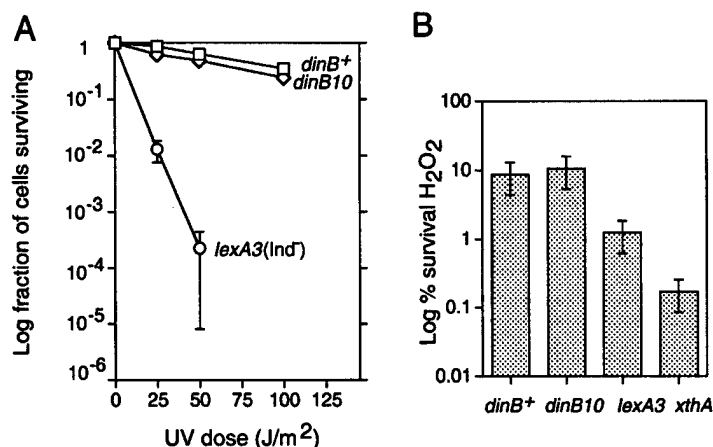 A
Log fraction of cells surviving
1
10⁻¹
10⁻²
10⁻³
10⁻⁴
10⁻⁵
10⁻⁶
dinB⁺
dinB10
lexA3(Ind⁻)
0 25 50 75 100 125
UV dose (J/m²)
B
Log % survival H₂O₂
100
10
1
0.1
0.01
dinB⁺ dinB10 lexA3 xthA